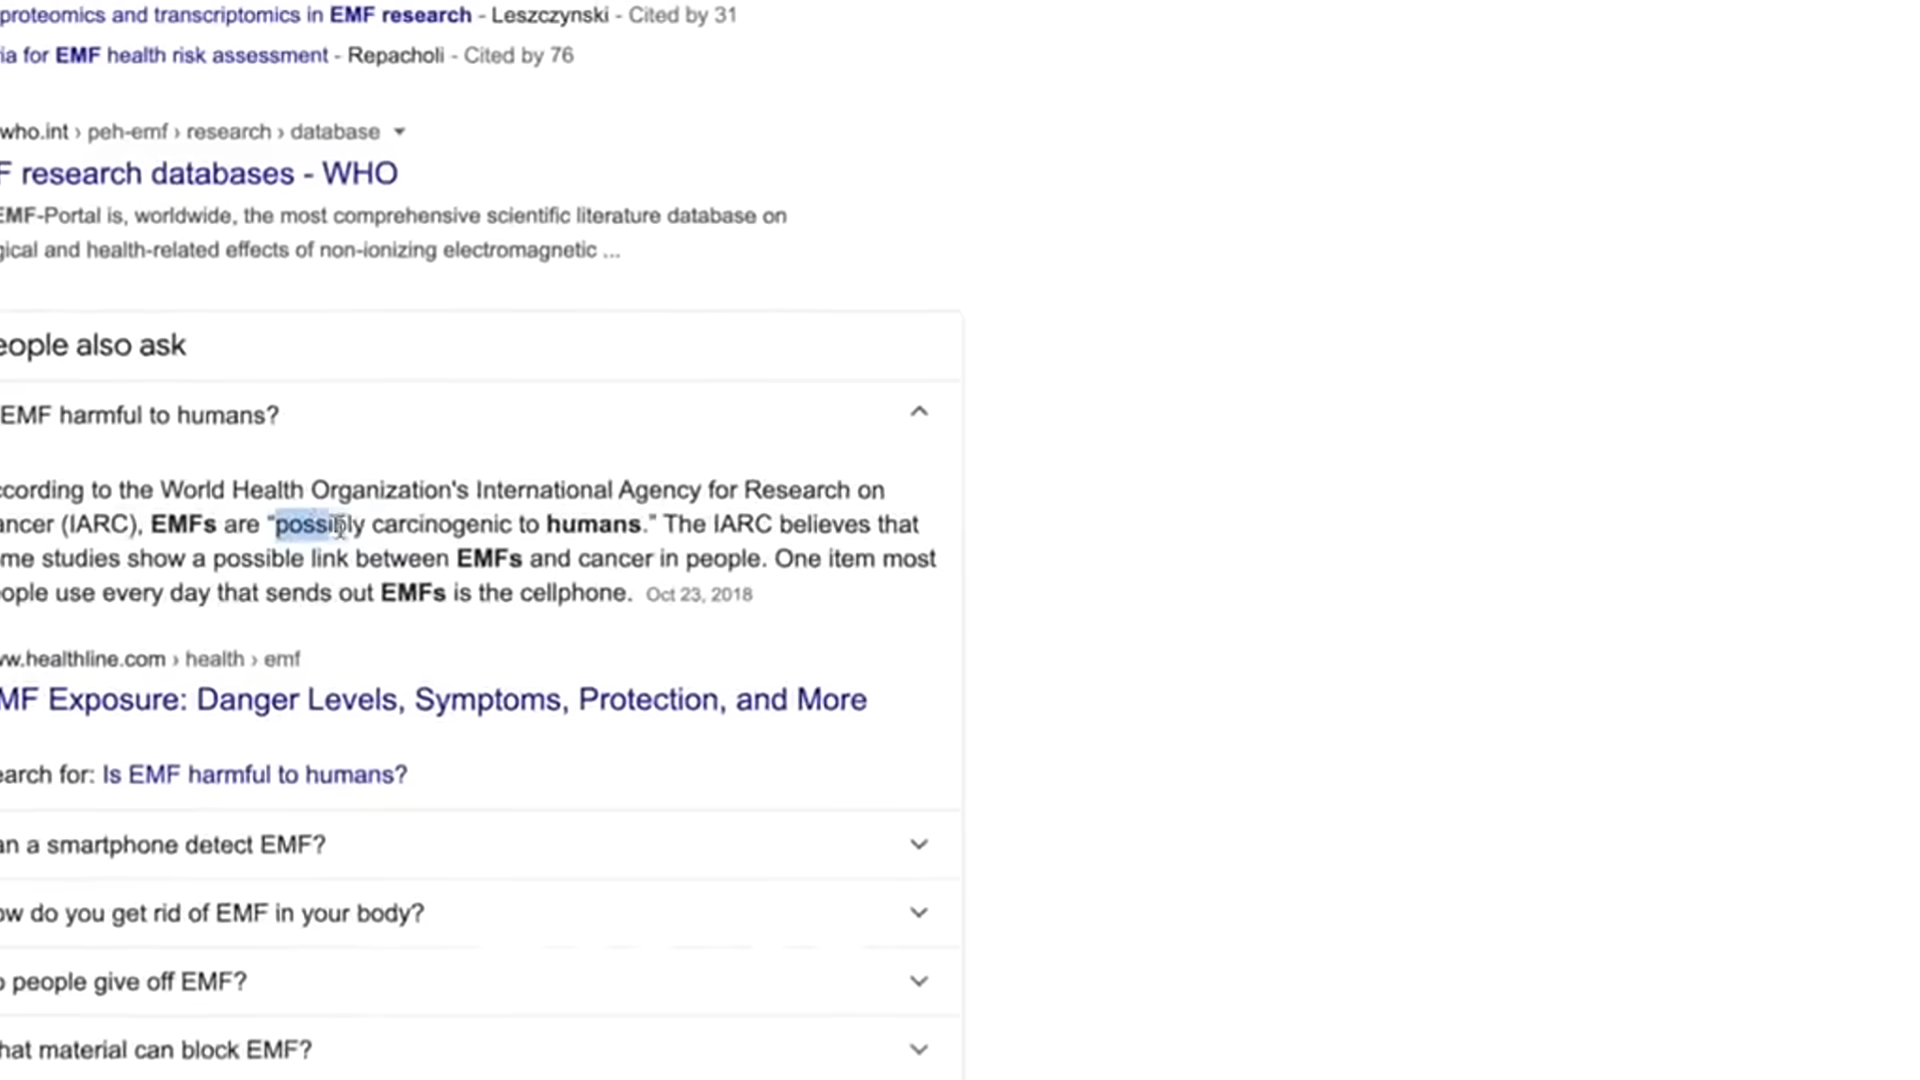 proteomics and transcriptomics in EMF research - Leszczynski - Cited by 31
ia for EMF health risk assessment - Repacholi - Cited by 76
who.int › peh-emf › research › database
F research databases - WHO
EMF-Portal is, worldwide, the most comprehensive scientific literature database on
gical and health-related effects of non-ionizing electromagnetic ...
eople also ask
EMF harmful to humans?
ccording to the World Health Organization's International Agency for Research on
ancer (IARC), EMFs are "possibly carcinogenic to humans." The IARC believes that
me studies show a possible link between EMFs and cancer in people. One item most
ople use every day that sends out EMFs is the cellphone. Oct 23, 2018
ww.healthline.com › health › emf
MF Exposure: Danger Levels, Symptoms, Protection, and More
earch for: Is EMF harmful to humans?
an a smartphone detect EMF?
ow do you get rid of EMF in your body?
o people give off EMF?
hat material can block EMF?